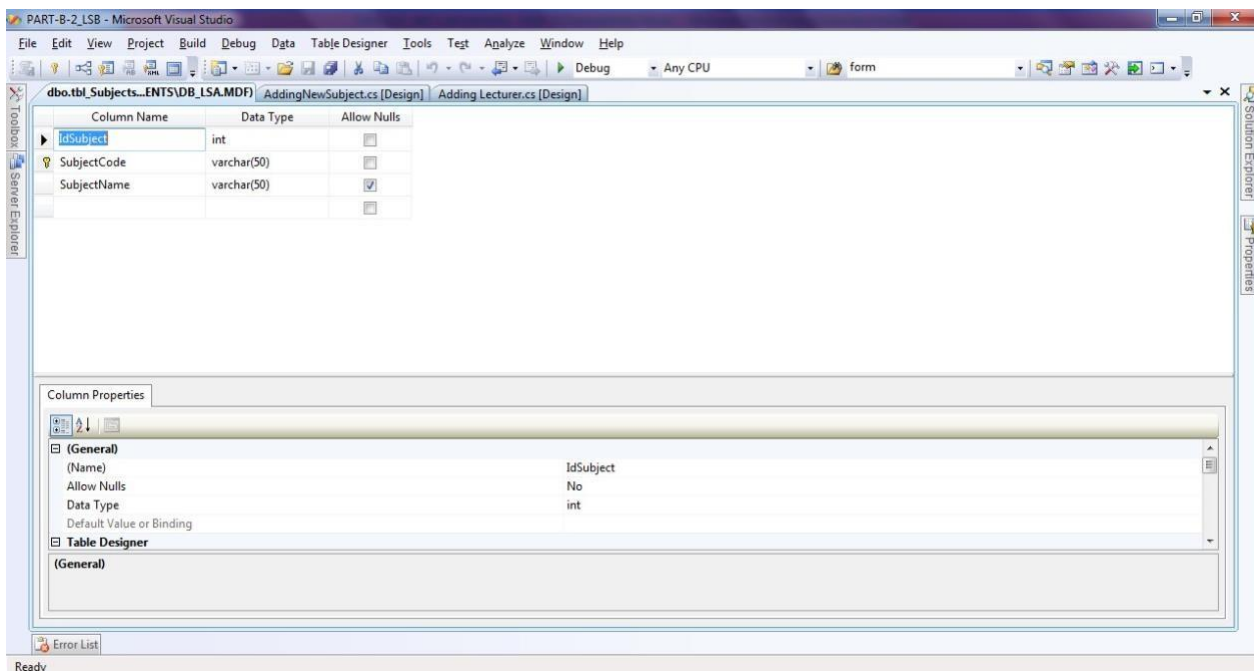 PART-B-2_LSB - Microsoft Visual Studio
File Edit View Project Build Debug Data Table Designer Tools Test Analyze Window Help
Debug Any CPU form
dbo.tbl_Subjects...ENTS\DB_LSA.MDF) AddingNewSubject.cs [Design] Adding Lecturer.cs [Design]
Toolbox
Server Explorer
Column Name Data Type Allow Nulls
IdSubject int
SubjectCode varchar(50)
SubjectName varchar(50)
Solution Explorer
Properties
Column Properties
(General)
(Name) IdSubject
Allow Nulls No
Data Type int
Default Value or Binding
Table Designer
(General)
Error List
Ready